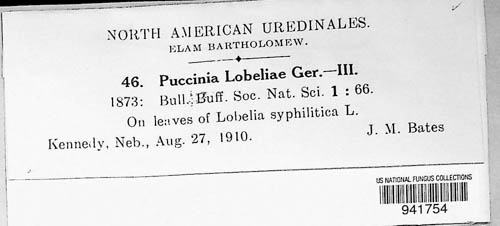 NORTH AMERICAN UREDINALES.
ELAM BARTHOLOMEW.
46. Puccinia Lobeliae Ger.—III.
1873: Bull. Buff. Soc. Nat. Sci. 1 : 66.
On leaves of Lobelia syphilitica L.
Kennedy, Neb., Aug. 27, 1910. J. M. Bates
US NATIONAL FUNGUS COLLECTIONS
941754